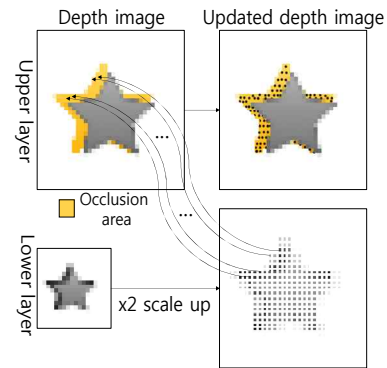 Depth image
Updated depth image
Upper layer
...
Occlusion
area
...
Lower layer
x2 scale up